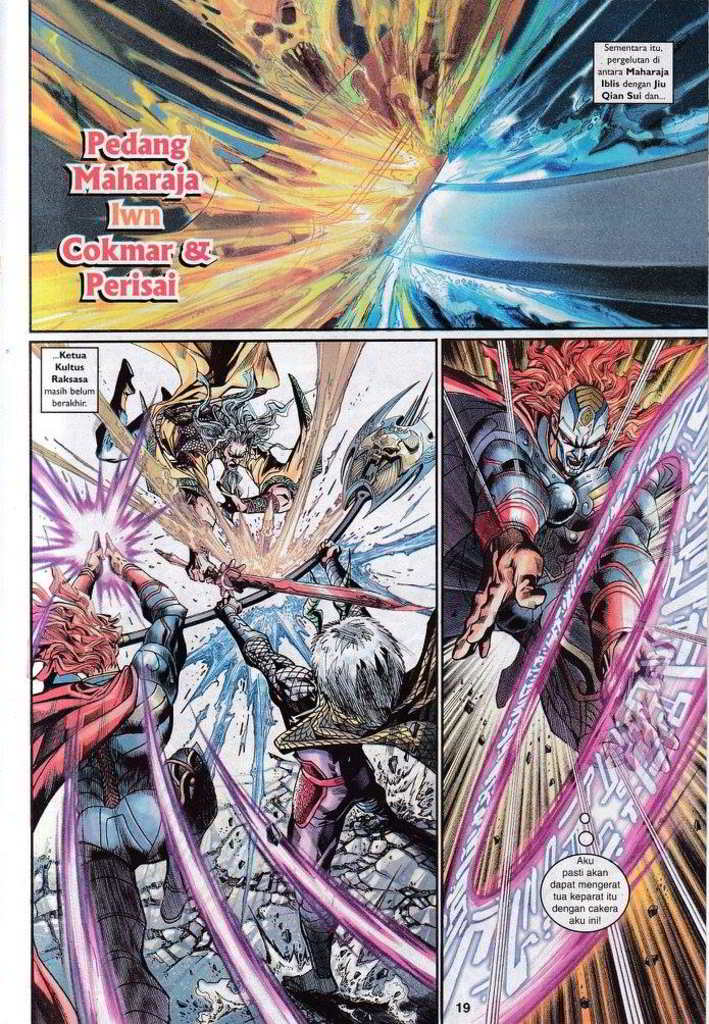 Sementara itu,
pergelutan di
antara Maharaja
Iblis dengan Jiu
Qian Sui dan...
Pedang
Maharaja
lwn
Cokmar &
Perisai
...Ketua
Kultus
Raksasa
masih belum
berakhir.
Aku
pasti akan
dapat mengerat
tua keparat itu
dengan cakera
aku ini!
19